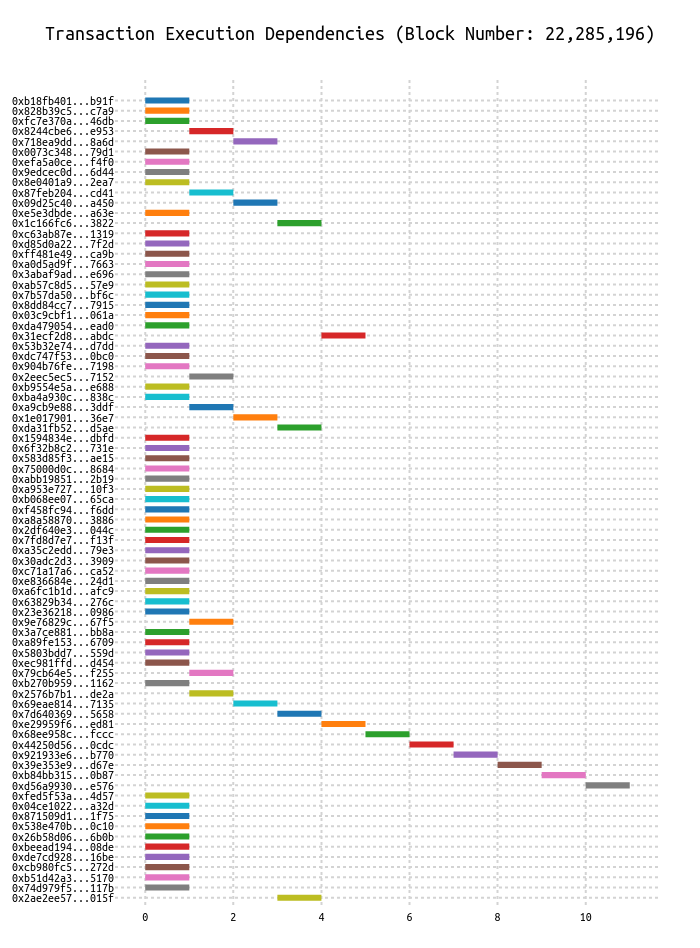 Transaction Execution Dependencies (Block Number: 22,285,196)
0xb18fb401...b91f
0x828b39c5...c7a9
0xfc7e370a...46db
0x8244cbe6...e953
0x718ea9dd...8a6d
0x0073c348...79d1
0xefa5a0ce...f4f0
0x9edcec0d...6d44
0x8e0401a9...2ea7
0x87feb204...cd41
0x09d25c40...a450
0xe5e3dbde...a63e
0x1c166fc6...3822
0xc63ab87e...1319
0xd85d0a22...7f2d
0xff481e49...ca9b
0xa0d5ad9f...7663
0x3abaf9ad...e696
0xab57c8d5...57e9
0x7b57da50...bf6c
0x8dd84cc7...7915
0x03c9cbf1...061a
0xda479054...ead0
0x31ecf2d8...abdc
0x53b32e74...d7dd
0xdc747f53...0bc0
0x904b76fe...7198
0x2eec5ec5...7152
0xb9554e5a...e688
0xba4a930c...838c
0xa9cb9e88...3ddf
0x1e017901...36e7
0xda31fb52...d5ae
0x1594834e...dbfd
0x6f32b8c2...731e
0x583d85f3...ae15
0x75000d0c...8684
0xabb19851...2b19
0xa953e727...10f3
0xb068ee07...65ca
0xf458fc94...f6dd
0xa8a58870...3886
0x2df640e3...044c
0x7fd8d7e7...f13f
0xa35c2edd...79e3
0x30adc2d3...3909
0xc71a17a6...ca52
0xe836684e...24d1
0xa6fc1b1d...afc9
0x63829b34...276c
0x23e36218...0986
0x9e76829c...67f5
0x3a7ce881...bb8a
0xa89fe153...6709
0x5803bdd7...559d
0xec981ffd...d454
0x79cb64e5...f255
0xb270b959...1162
0x2576b7b1...de2a
0x69eae814...7135
0x7d640369...5658
0xe29959f6...ed81
0x68ee958c...fccc
0x44250d56...0cdc
0x921933e6...b770
0x39e353e9...d67e
0xb84bb315...0b87
0xd56a9930...e576
0xfed5f53a...4d57
0x04ce1022...a32d
0x871509d1...1f75
0x538e470b...0c10
0x26b58d06...6b0b
0xbeead194...08de
0xde7cd928...16be
0xcb980fc5...272d
0xb51d42a3...5170
0x74d979f5...117b
0x2ae2ee57...015f
0 2 4 6 8 10